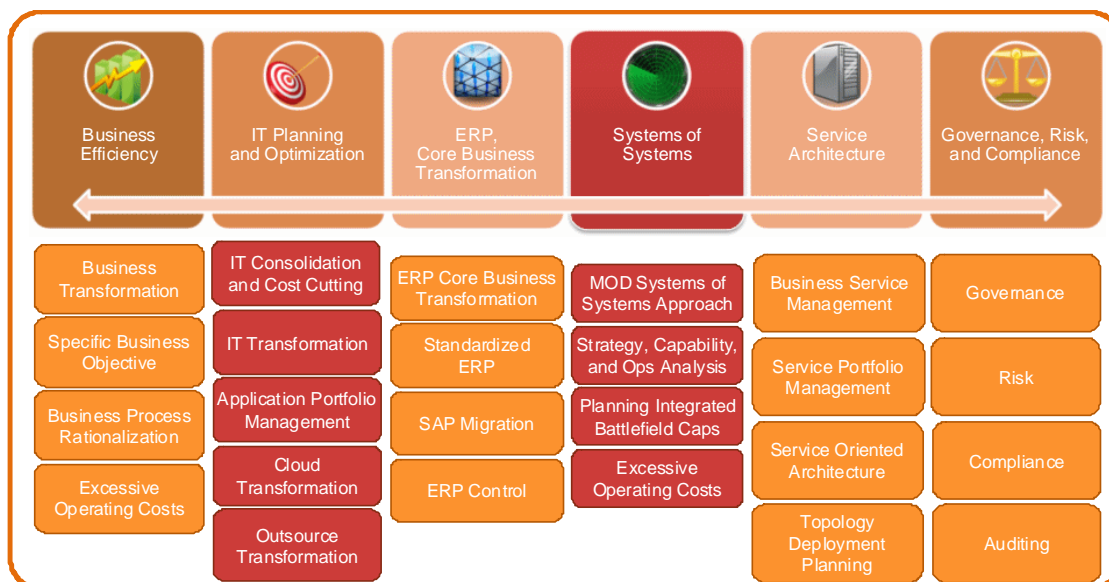 Business
Efficiency
IT Planning
and Optimization
ERP,
Core Business
Transformation
Systems of
Systems
Service
Architecture
Governance, Risk,
and Compliance
Business
Transformation
Specific Business
Objective
Business Process
Rationalization
Excessive
Operating Costs
IT Consolidation
and Cost Cutting
IT Transformation
Application Portfolio
Management
Cloud
Transformation
Outsource
Transformation
ERP Core Business
Transformation
Standardized
ERP
SAP Migration
ERP Control
MOD Systems of
Systems Approach
Strategy, Capability,
and Ops Analysis
Planning Integrated
Battlefield Caps
Excessive
Operating Costs
Business Service
Management
Service Portfolio
Management
Service Oriented
Architecture
Topology
Deployment
Planning
Governance
Risk
Compliance
Auditing